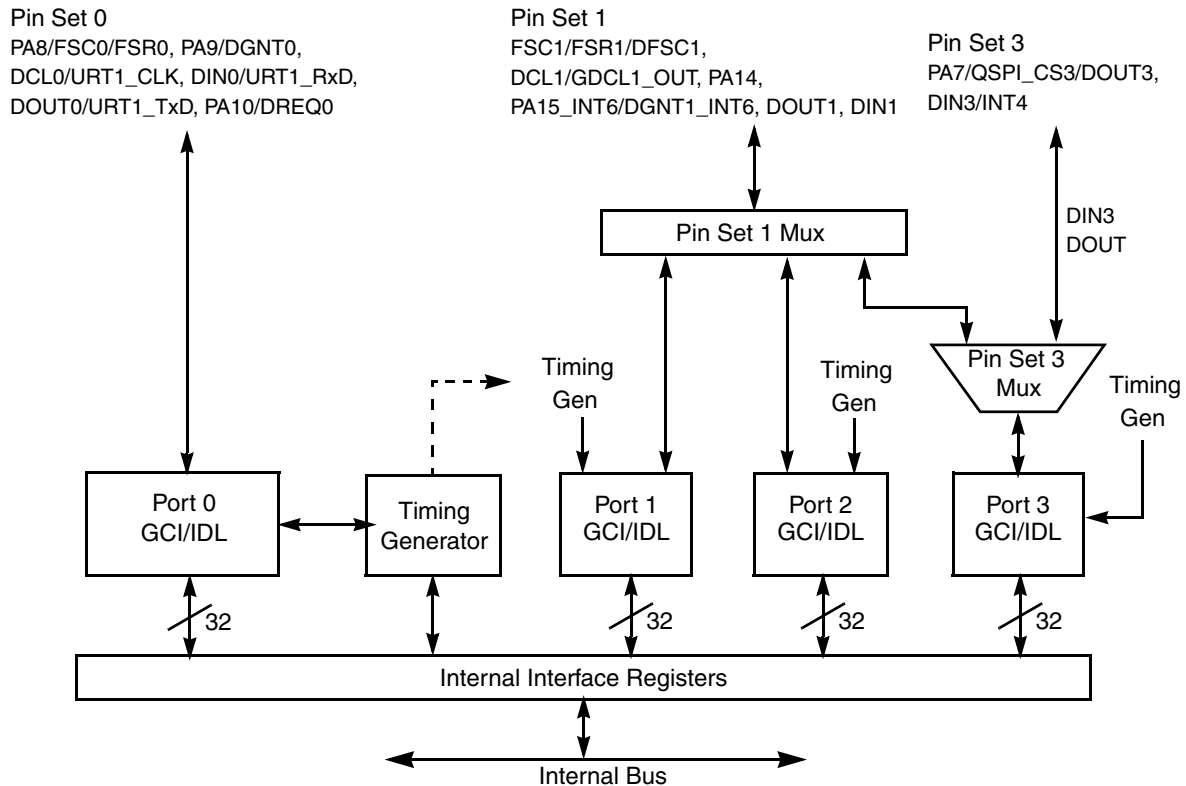 Pin Set 0
PA8/FSC0/FSR0, PA9/DGNT0,
DCL0/URT1_CLK, DIN0/URT1_RxD,
DOUT0/URT1_TxD, PA10/DREQ0
Pin Set 1
FSC1/FSR1/DFSC1,
DCL1/GDCL1_OUT, PA14,
PA15_INT6/DGNT1_INT6, DOUT1, DIN1
Pin Set 3
PA7/QSPI_CS3/DOUT3,
DIN3/INT4
Pin Set 1 Mux
DIN3
DOUT
Pin Set 3
Mux
Timing
Gen
Timing
Gen
Timing
Gen
Port 0
GCI/IDL
Timing
Generator
Port 1
GCI/IDL
Port 2
GCI/IDL
Port 3
GCI/IDL
32
32
32
32
Internal Interface Registers
Internal Bus